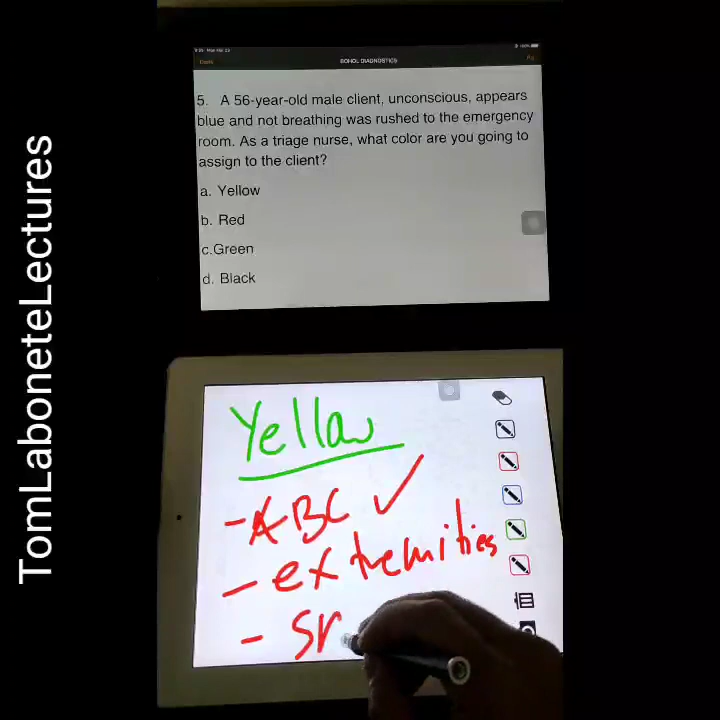 TomLaboneteLectures
BOHOL DIAGNOSTICS
5. A 56-year-old male client, unconscious, appears
blue and not breathing was rushed to the emergency
room. As a triage nurse, what color are you going to
assign to the client?
a. Yellow
b. Red
c.Green
d. Black
Yellow
- ABC ✓
- extremities
- sr